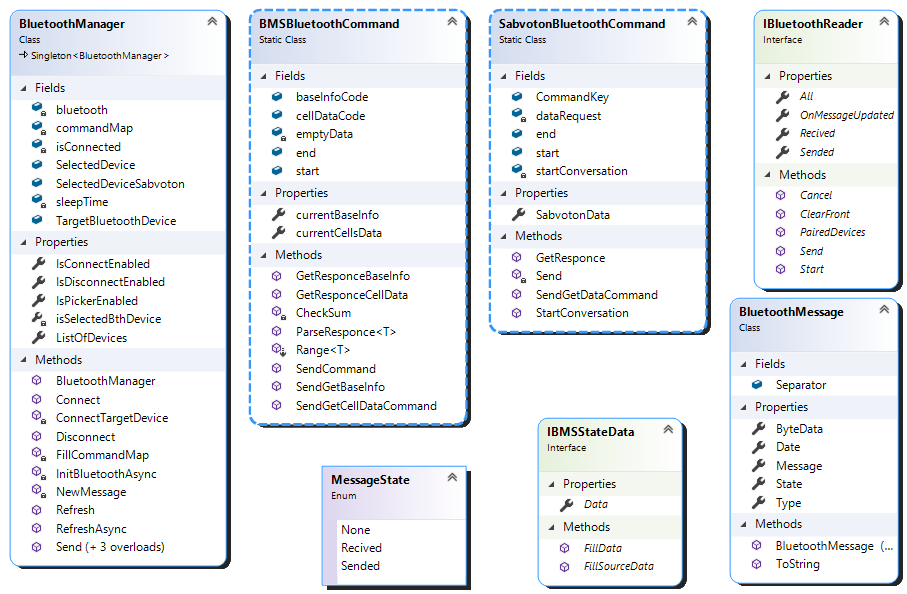 BluetoothManager
Class
Singleton<BluetoothManager>
Fields
bluetooth
commandMap
isConnected
SelectedDevice
SelectedDeviceSabvoton
sleepTime
TargetBluetoothDevice
Properties
IsConnectEnabled
IsDisconnectEnabled
IsPickerEnabled
isSelectedBthDevice
ListOfDevices
Methods
BluetoothManager
Connect
ConnectTargetDevice
Disconnect
FillCommandMap
InitBluetoothAsync
NewMessage
Refresh
RefreshAsync
Send (+ 3 overloads)
BMSBluetoothCommand
Static Class
Fields
baseInfoCode
cellDataCode
emptyData
end
start
Properties
currentBaseInfo
currentCellsData
Methods
GetResponceBaseInfo
GetResponceCellData
CheckSum
ParseResponce<T>
Range<T>
SendCommand
SendGetBaseInfo
SendGetCellDataCommand
SabvotonBluetoothCommand
Static Class
Fields
CommandKey
dataRequest
end
start
startConversation
Properties
SabvotonData
Methods
GetResponce
Send
SendGetDataCommand
StartConversation
IBluetoothReader
Interface
Properties
All
OnMessageUpdated
Recived
Sended
Methods
Cancel
ClearFront
PairedDevices
Send
Start
MessageState
Enum
None
Recived
Sended
IBMSStateData
Interface
Properties
Data
Methods
FillData
FillSourceData
BluetoothMessage
Class
Fields
Separator
Properties
ByteData
Date
Message
State
Type
Methods
BluetoothMessage (...
ToString